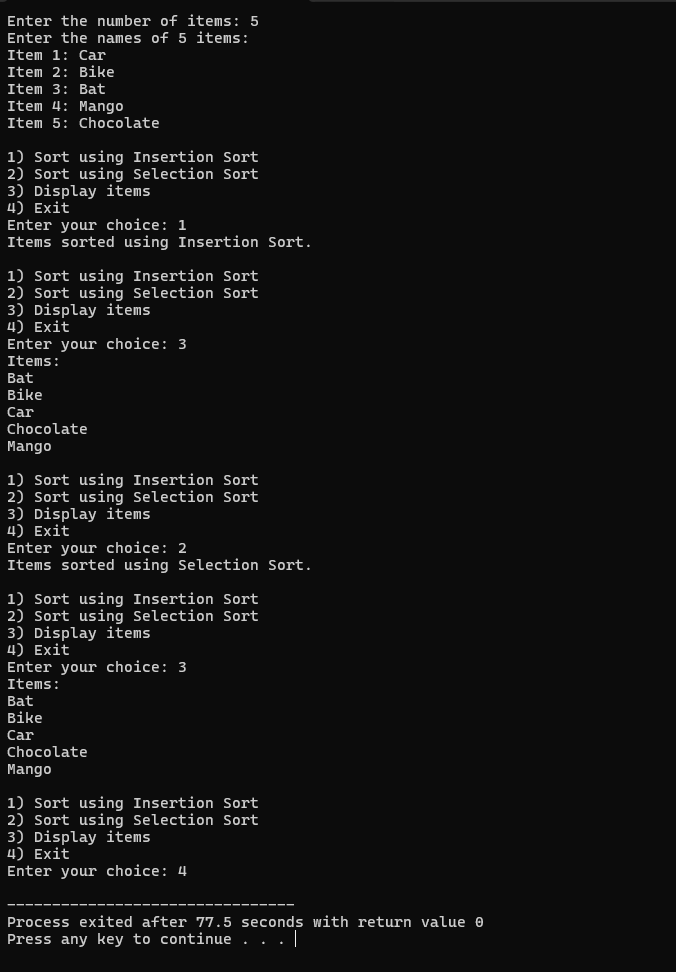 Enter the number of items: 5
Enter the names of 5 items:
Item 1: Car
Item 2: Bike
Item 3: Bat
Item 4: Mango
Item 5: Chocolate

1) Sort using Insertion Sort
2) Sort using Selection Sort
3) Display items
4) Exit
Enter your choice: 1
Items sorted using Insertion Sort.

1) Sort using Insertion Sort
2) Sort using Selection Sort
3) Display items
4) Exit
Enter your choice: 3
Items:
Bat
Bike
Car
Chocolate
Mango

1) Sort using Insertion Sort
2) Sort using Selection Sort
3) Display items
4) Exit
Enter your choice: 2
Items sorted using Selection Sort.

1) Sort using Insertion Sort
2) Sort using Selection Sort
3) Display items
4) Exit
Enter your choice: 3
Items:
Bat
Bike
Car
Chocolate
Mango

1) Sort using Insertion Sort
2) Sort using Selection Sort
3) Display items
4) Exit
Enter your choice: 4

--------------------------------
Process exited after 77.5 seconds with return value 0
Press any key to continue . . .